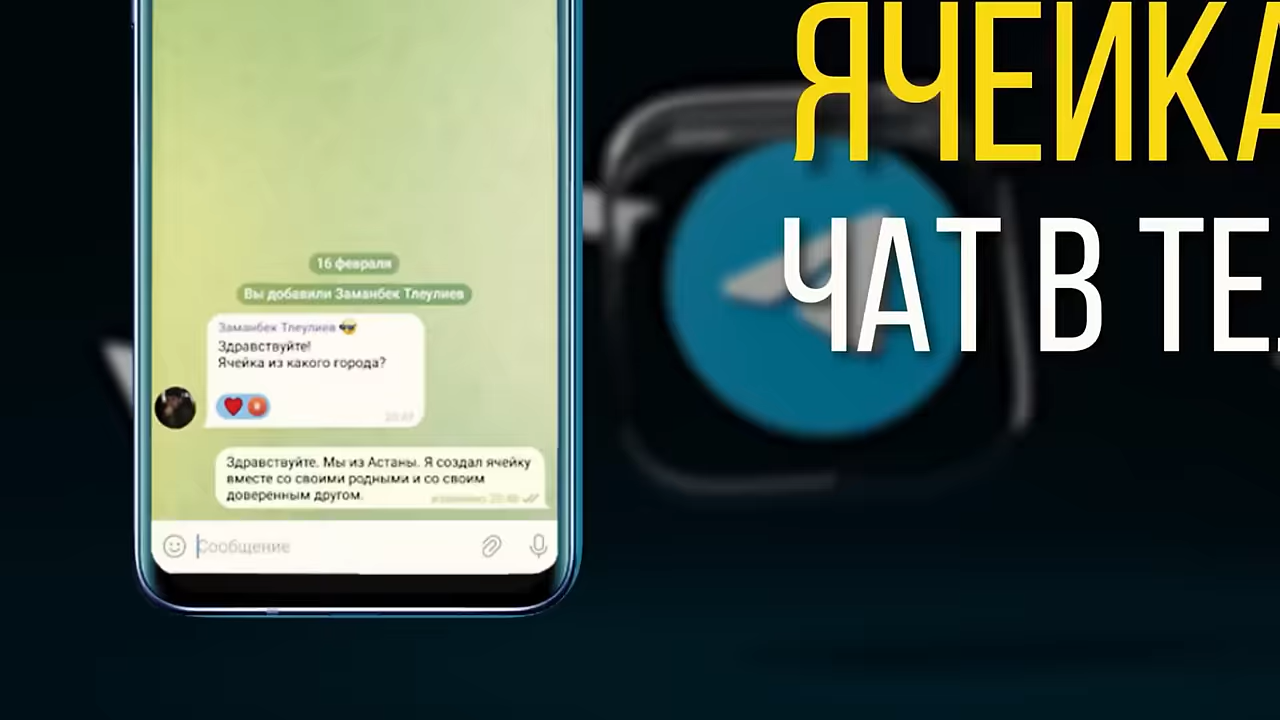 16 февраля
Вы добавили Заманбек Тлеулиев
Заманбек Тлеулиев
Здравствуйте!
Ячейка из какого города?
Здравствуйте. Мы из Астаны. Я создал ячейку
вместе со своими родными и со своим
доверенным другом.
Сообщение
ЯЧЕЙКА
ЧАТ В ТЕ